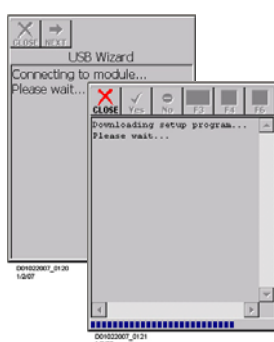 CLOSE NEXT
USB Wizard
Connecting to module...
Please wait...
CLOSE Yes No F3 F4 F6
Downloading setup program...
Please wait...
D01022007_0120
1/2/07
D01022007_0121